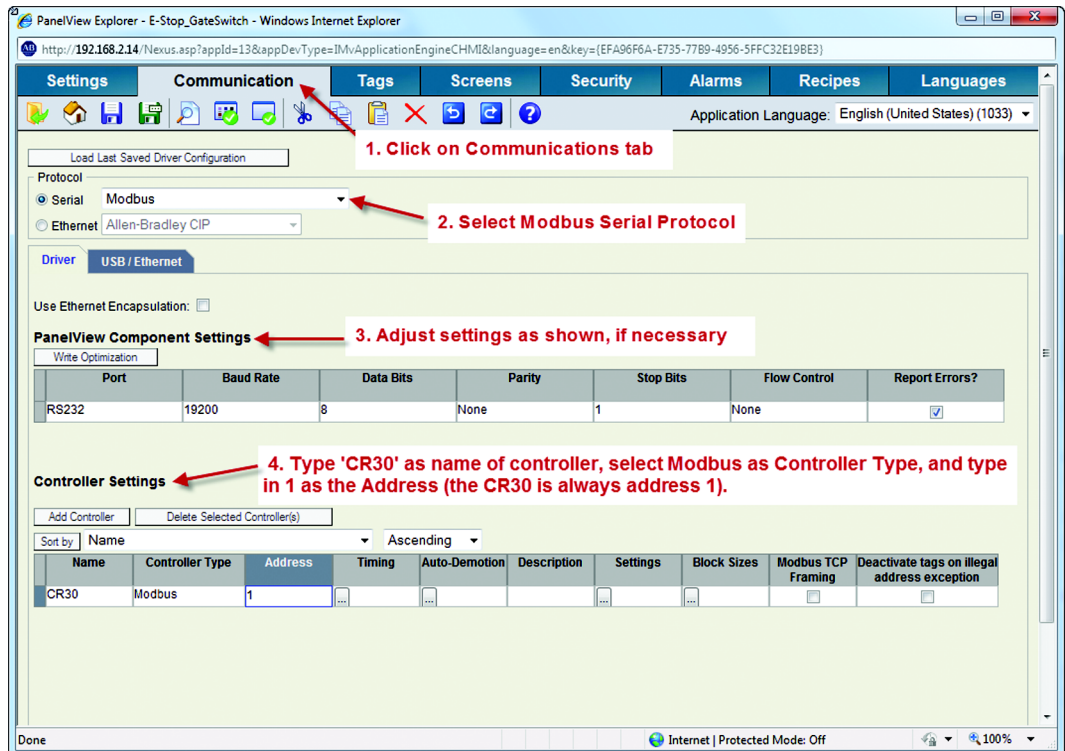 PanelView Explorer - E-Stop_GateSwitch - Windows Internet Explorer
http://192.168.2.14/Nexus.asp?appId=13&appDevType=IMvApplicationEngineCHMI&language=en&key={EFA96F6A-E735-77B9-4956-5FFC32E19BE3}
Settings Communication Tags Screens Security Alarms Recipes Languages
Application Language: English (United States) (1033)
1. Click on Communications tab
Load Last Saved Driver Configuration
Protocol
Serial Modbus
2. Select Modbus Serial Protocol
Ethernet Allen-Bradley CIP
Driver USB / Ethernet
Use Ethernet Encapsulation:
3. Adjust settings as shown, if necessary
PanelView Component Settings
Write Optimization
Port Baud Rate Data Bits Parity Stop Bits Flow Control Report Errors?
RS232 19200 8 None 1 None
4. Type 'CR30' as name of controller, select Modbus as Controller Type, and type
in 1 as the Address (the CR30 is always address 1).
Controller Settings
Add Controller Delete Selected Controller(s)
Sort by Name Ascending
Name Controller Type Address Timing Auto-Demotion Description Settings Block Sizes Modbus TCP Framing Deactivate tags on illegal address exception
CR30 Modbus 1 ... ... ... ...
Done Internet | Protected Mode: Off 100%